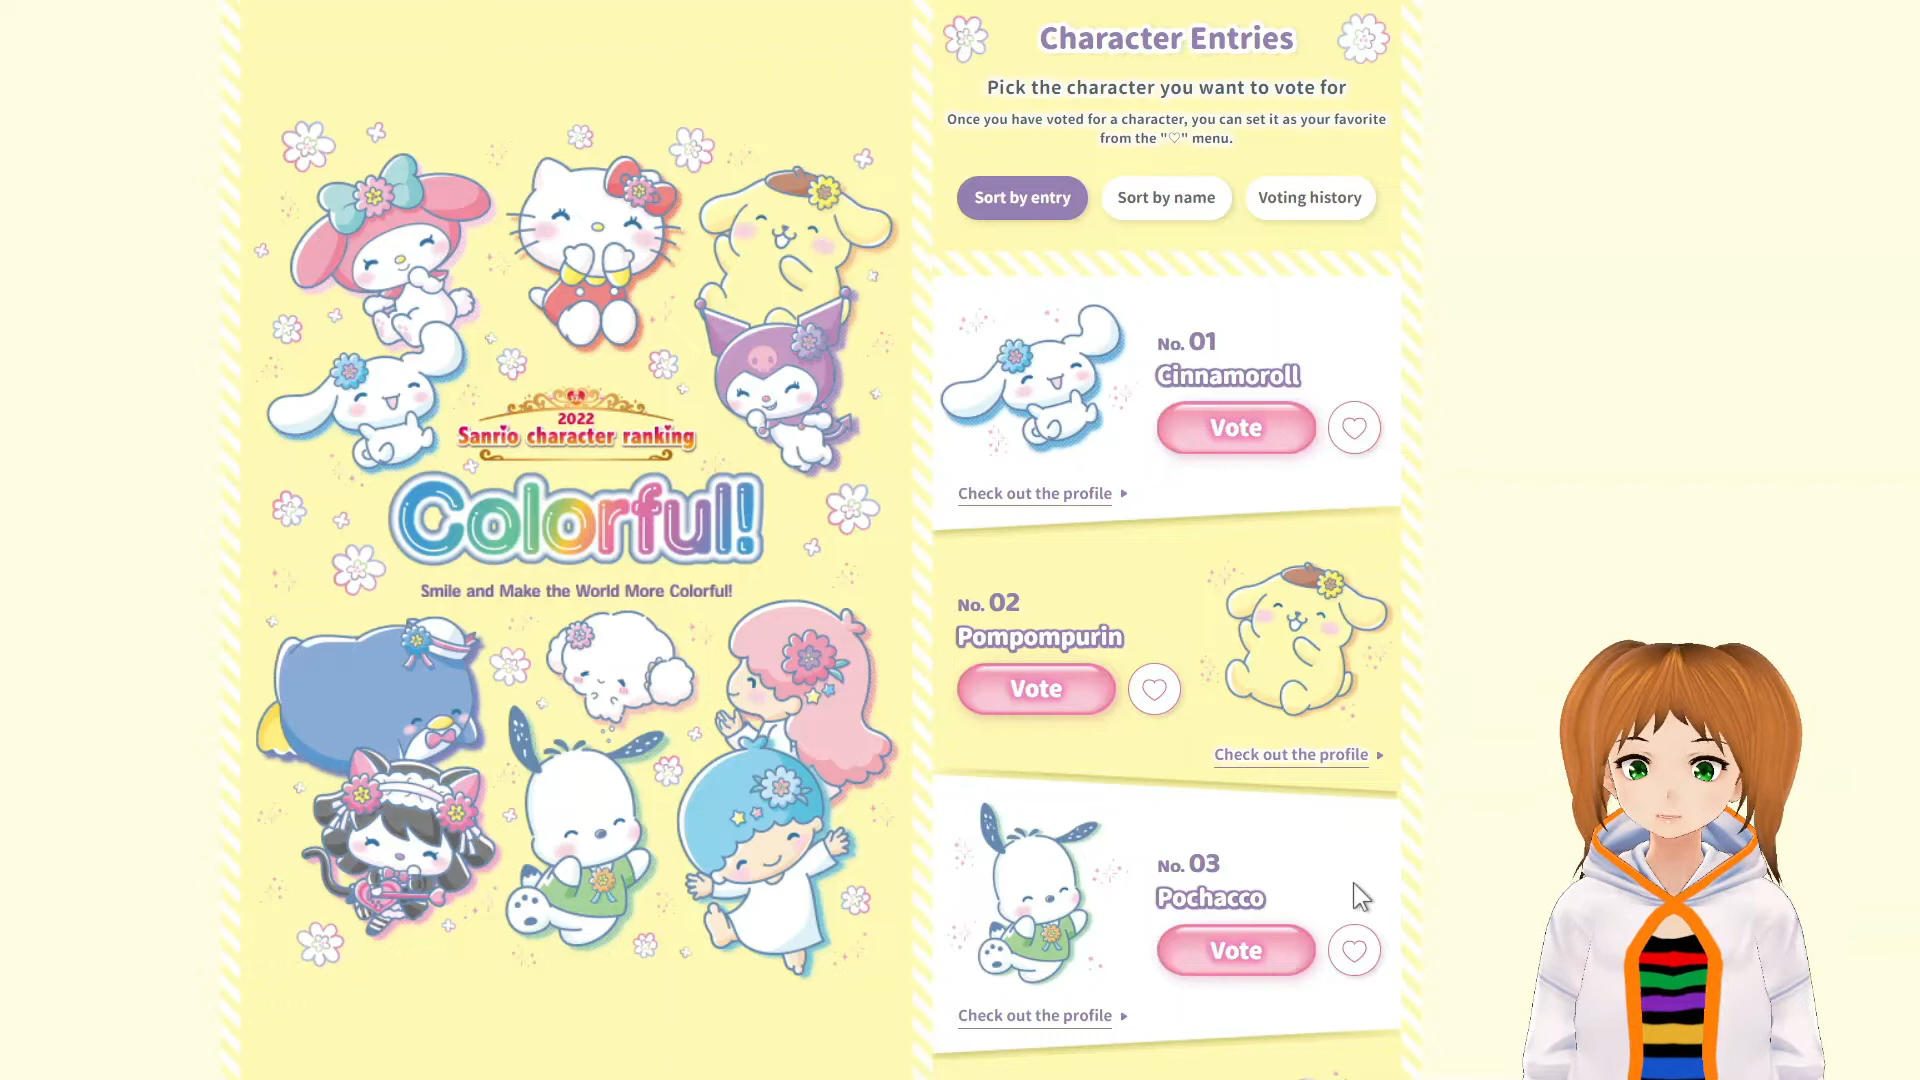 2022
Sanrio character ranking
Colorful!
Smile and Make the World More Colorful!
Character Entries
Pick the character you want to vote for
Once you have voted for a character, you can set it as your favorite
from the "♡" menu.
Sort by entry
Sort by name
Voting history
No. 01
Cinnamoroll
Vote
Check out the profile
No. 02
Pompompurin
Vote
Check out the profile
No. 03
Pochacco
Vote
Check out the profile